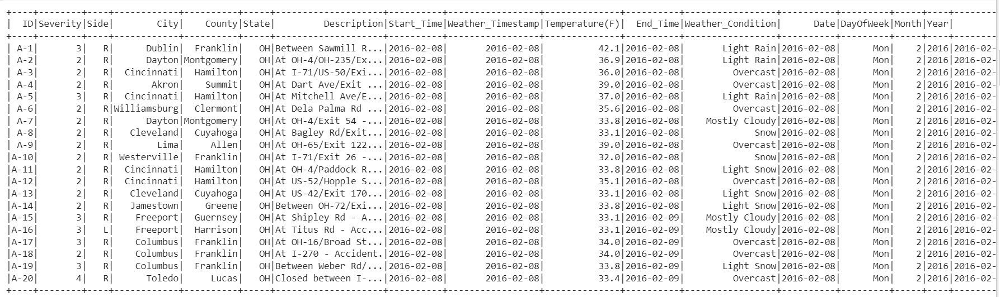 +----+--------+----+------------+----------+-----+--------------------+----------+-----------------+--------------+----------+-----------------+----------+---------+-----+----+--------
|  ID|Severity|Side|        City|    County|State|         Description|Start_Time|Weather_Timestamp|Temperature(F)|  End_Time|Weather_Condition|      Date|DayOfWeek|Month|Year|
+----+--------+----+------------+----------+-----+--------------------+----------+-----------------+--------------+----------+-----------------+----------+---------+-----+----+--------
| A-1|       3|   R|      Dublin|  Franklin|   OH|Between Sawmill R...|2016-02-08|       2016-02-08|          42.1|2016-02-08|       Light Rain|2016-02-08|      Mon|    2|2016|2016-02-
| A-2|       2|   R|      Dayton|Montgomery|   OH|At OH-4/OH-235/Ex...|2016-02-08|       2016-02-08|          36.9|2016-02-08|       Light Rain|2016-02-08|      Mon|    2|2016|2016-02-
| A-3|       2|   R|  Cincinnati|  Hamilton|   OH|At I-71/US-50/Exi...|2016-02-08|       2016-02-08|          36.0|2016-02-08|         Overcast|2016-02-08|      Mon|    2|2016|2016-02-
| A-4|       2|   R|       Akron|    Summit|   OH|At Dart Ave/Exit ...|2016-02-08|       2016-02-08|          39.0|2016-02-08|         Overcast|2016-02-08|      Mon|    2|2016|2016-02-
| A-5|       3|   R|  Cincinnati|  Hamilton|   OH|At Mitchell Ave/E...|2016-02-08|       2016-02-08|          37.0|2016-02-08|       Light Rain|2016-02-08|      Mon|    2|2016|2016-02-
| A-6|       2|   R|Williamsburg|  Clermont|   OH|At Dela Palma Rd ...|2016-02-08|       2016-02-08|          35.6|2016-02-08|         Overcast|2016-02-08|      Mon|    2|2016|2016-02-
| A-7|       2|   R|      Dayton|Montgomery|   OH|At OH-4/Exit 54 -...|2016-02-08|       2016-02-08|          33.8|2016-02-08|    Mostly Cloudy|2016-02-08|      Mon|    2|2016|2016-02-
| A-8|       2|   R|   Cleveland|  Cuyahoga|   OH|At Bagley Rd/Exit...|2016-02-08|       2016-02-08|          33.1|2016-02-08|             Snow|2016-02-08|      Mon|    2|2016|2016-02-
| A-9|       2|   R|        Lima|     Allen|   OH|At OH-65/Exit 122...|2016-02-08|       2016-02-08|          39.0|2016-02-08|         Overcast|2016-02-08|      Mon|    2|2016|2016-02-
|A-10|       2|   R| Westerville|  Franklin|   OH|At I-71/Exit 26 -...|2016-02-08|       2016-02-08|          32.0|2016-02-08|             Snow|2016-02-08|      Mon|    2|2016|2016-02-
|A-11|       2|   R|  Cincinnati|  Hamilton|   OH|At OH-4/Paddock R...|2016-02-08|       2016-02-08|          33.8|2016-02-08|       Light Snow|2016-02-08|      Mon|    2|2016|2016-02-
|A-12|       2|   R|  Cincinnati|  Hamilton|   OH|At US-52/Hopple S...|2016-02-08|       2016-02-08|          35.1|2016-02-08|         Overcast|2016-02-08|      Mon|    2|2016|2016-02-
|A-13|       2|   R|   Cleveland|  Cuyahoga|   OH|At US-42/Exit 170...|2016-02-08|       2016-02-08|          33.1|2016-02-08|       Light Snow|2016-02-08|      Mon|    2|2016|2016-02-
|A-14|       2|   R|   Jamestown|    Greene|   OH|Between OH-72/Exi...|2016-02-08|       2016-02-08|          33.8|2016-02-08|       Light Snow|2016-02-08|      Mon|    2|2016|2016-02-
|A-15|       3|   R|    Freeport|  Guernsey|   OH|At Shipley Rd - A...|2016-02-08|       2016-02-08|          33.1|2016-02-09|    Mostly Cloudy|2016-02-08|      Mon|    2|2016|2016-02-
|A-16|       3|   L|    Freeport|  Harrison|   OH|At Titus Rd - Acc...|2016-02-08|       2016-02-08|          33.1|2016-02-09|    Mostly Cloudy|2016-02-08|      Mon|    2|2016|2016-02-
|A-17|       3|   R|    Columbus|  Franklin|   OH|At OH-16/Broad St...|2016-02-08|       2016-02-08|          34.0|2016-02-09|         Overcast|2016-02-08|      Mon|    2|2016|2016-02-
|A-18|       2|   R|    Columbus|  Franklin|   OH|At I-270 - Accident.|2016-02-08|       2016-02-08|          34.0|2016-02-09|         Overcast|2016-02-08|      Mon|    2|2016|2016-02-
|A-19|       3|   R|    Columbus|  Franklin|   OH|Between Weber Rd/...|2016-02-08|       2016-02-08|          33.8|2016-02-09|       Light Snow|2016-02-08|      Mon|    2|2016|2016-02-
|A-20|       4|   R|      Toledo|     Lucas|   OH|Closed between I-...|2016-02-08|       2016-02-08|          33.4|2016-02-09|         Overcast|2016-02-08|      Mon|    2|2016|2016-02-
+----+--------+----+------------+----------+-----+--------------------+----------+-----------------+--------------+----------+-----------------+----------+---------+-----+----+--------